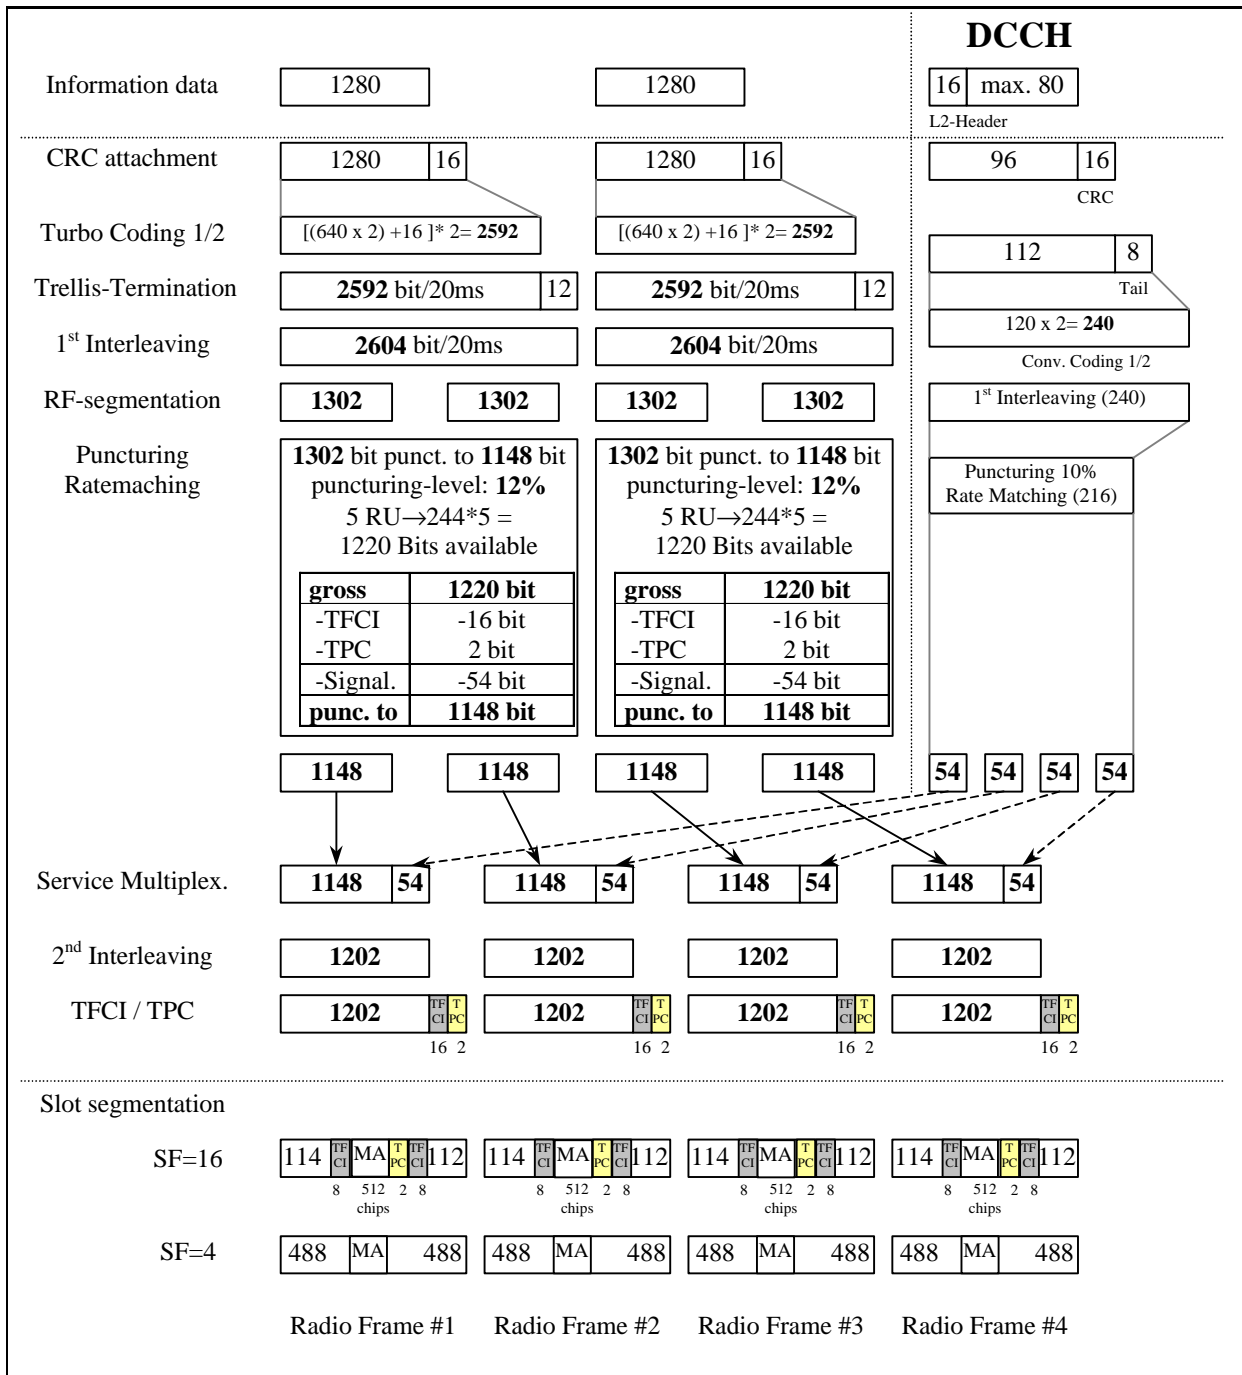 DCCH
Information data
1280
1280
16 max. 80
L2-Header
CRC attachment
1280 16
1280 16
96 16
CRC
Turbo Coding 1/2
[(640 x 2) +16 ]* 2= 2592
[(640 x 2) +16 ]* 2= 2592
112 8
Tail
Trellis-Termination
2592 bit/20ms 12
2592 bit/20ms 12
120 x 2= 240
Conv. Coding 1/2
1st Interleaving
2604 bit/20ms
2604 bit/20ms
RF-segmentation
1302
1302
1302
1302
1st Interleaving (240)
Puncturing
Ratemaching
1302 bit punct. to 1148 bit
puncturing-level: 12%
5 RU→244*5 =
1220 Bits available
gross 1220 bit
-TFCI -16 bit
-TPC 2 bit
-Signal. -54 bit
punc. to 1148 bit
1302 bit punct. to 1148 bit
puncturing-level: 12%
5 RU→244*5 =
1220 Bits available
gross 1220 bit
-TFCI -16 bit
-TPC 2 bit
-Signal. -54 bit
punc. to 1148 bit
Puncturing 10%
Rate Matching (216)
1148
1148
1148
1148
54 54 54 54
Service Multiplex.
1148 54
1148 54
1148 54
1148 54
2nd Interleaving
1202
1202
1202
1202
TFCI / TPC
1202 TF CI T PC
16 2
1202 TF CI T PC
16 2
1202 TF CI T PC
16 2
1202 TF CI T PC
16 2
Slot segmentation
SF=16
114 TF CI MA T PC TF CI 112
8 512 2 8
chips
114 TF CI MA T PC TF CI 112
8 512 2 8
chips
114 TF CI MA T PC TF CI 112
8 512 2 8
chips
114 TF CI MA T PC TF CI 112
8 512 2 8
chips
SF=4
488 MA 488
488 MA 488
488 MA 488
488 MA 488
Radio Frame #1
Radio Frame #2
Radio Frame #3
Radio Frame #4